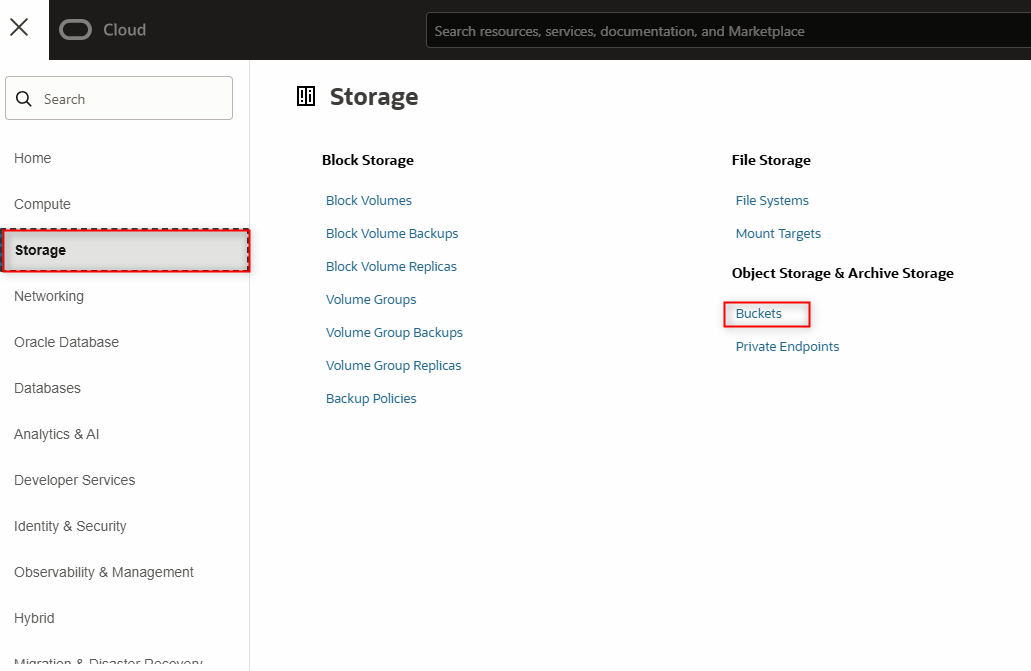 Cloud
Search resources, services, documentation, and Marketplace
Search
Home
Compute
Storage
Networking
Oracle Database
Databases
Analytics & AI
Developer Services
Identity & Security
Observability & Management
Hybrid
Migration & Disaster Recovery
Storage
Block Storage
Block Volumes
Block Volume Backups
Block Volume Replicas
Volume Groups
Volume Group Backups
Volume Group Replicas
Backup Policies
File Storage
File Systems
Mount Targets
Object Storage & Archive Storage
Buckets
Private Endpoints